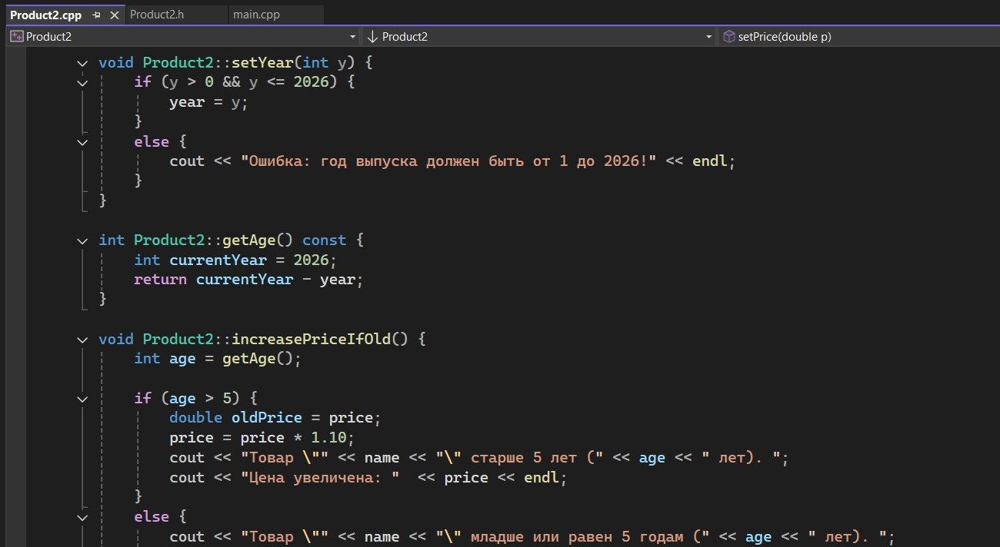 Product2.cpp Product2.h main.cpp
Product2 Product2 setPrice(double p)
void Product2::setYear(int y) {
if (y > 0 && y <= 2026) {
year = y;
}
else {
cout << "Ошибка: год выпуска должен быть от 1 до 2026!" << endl;
}
}
int Product2::getAge() const {
int currentYear = 2026;
return currentYear - year;
}
void Product2::increasePriceIfOld() {
int age = getAge();
if (age > 5) {
double oldPrice = price;
price = price * 1.10;
cout << "Товар \"" << name << "\" старше 5 лет (" << age << " лет). ";
cout << "Цена увеличена: "  << price << endl;
}
else {
cout << "Товар \"" << name << "\" младше или равен 5 годам (" << age << " лет). ";